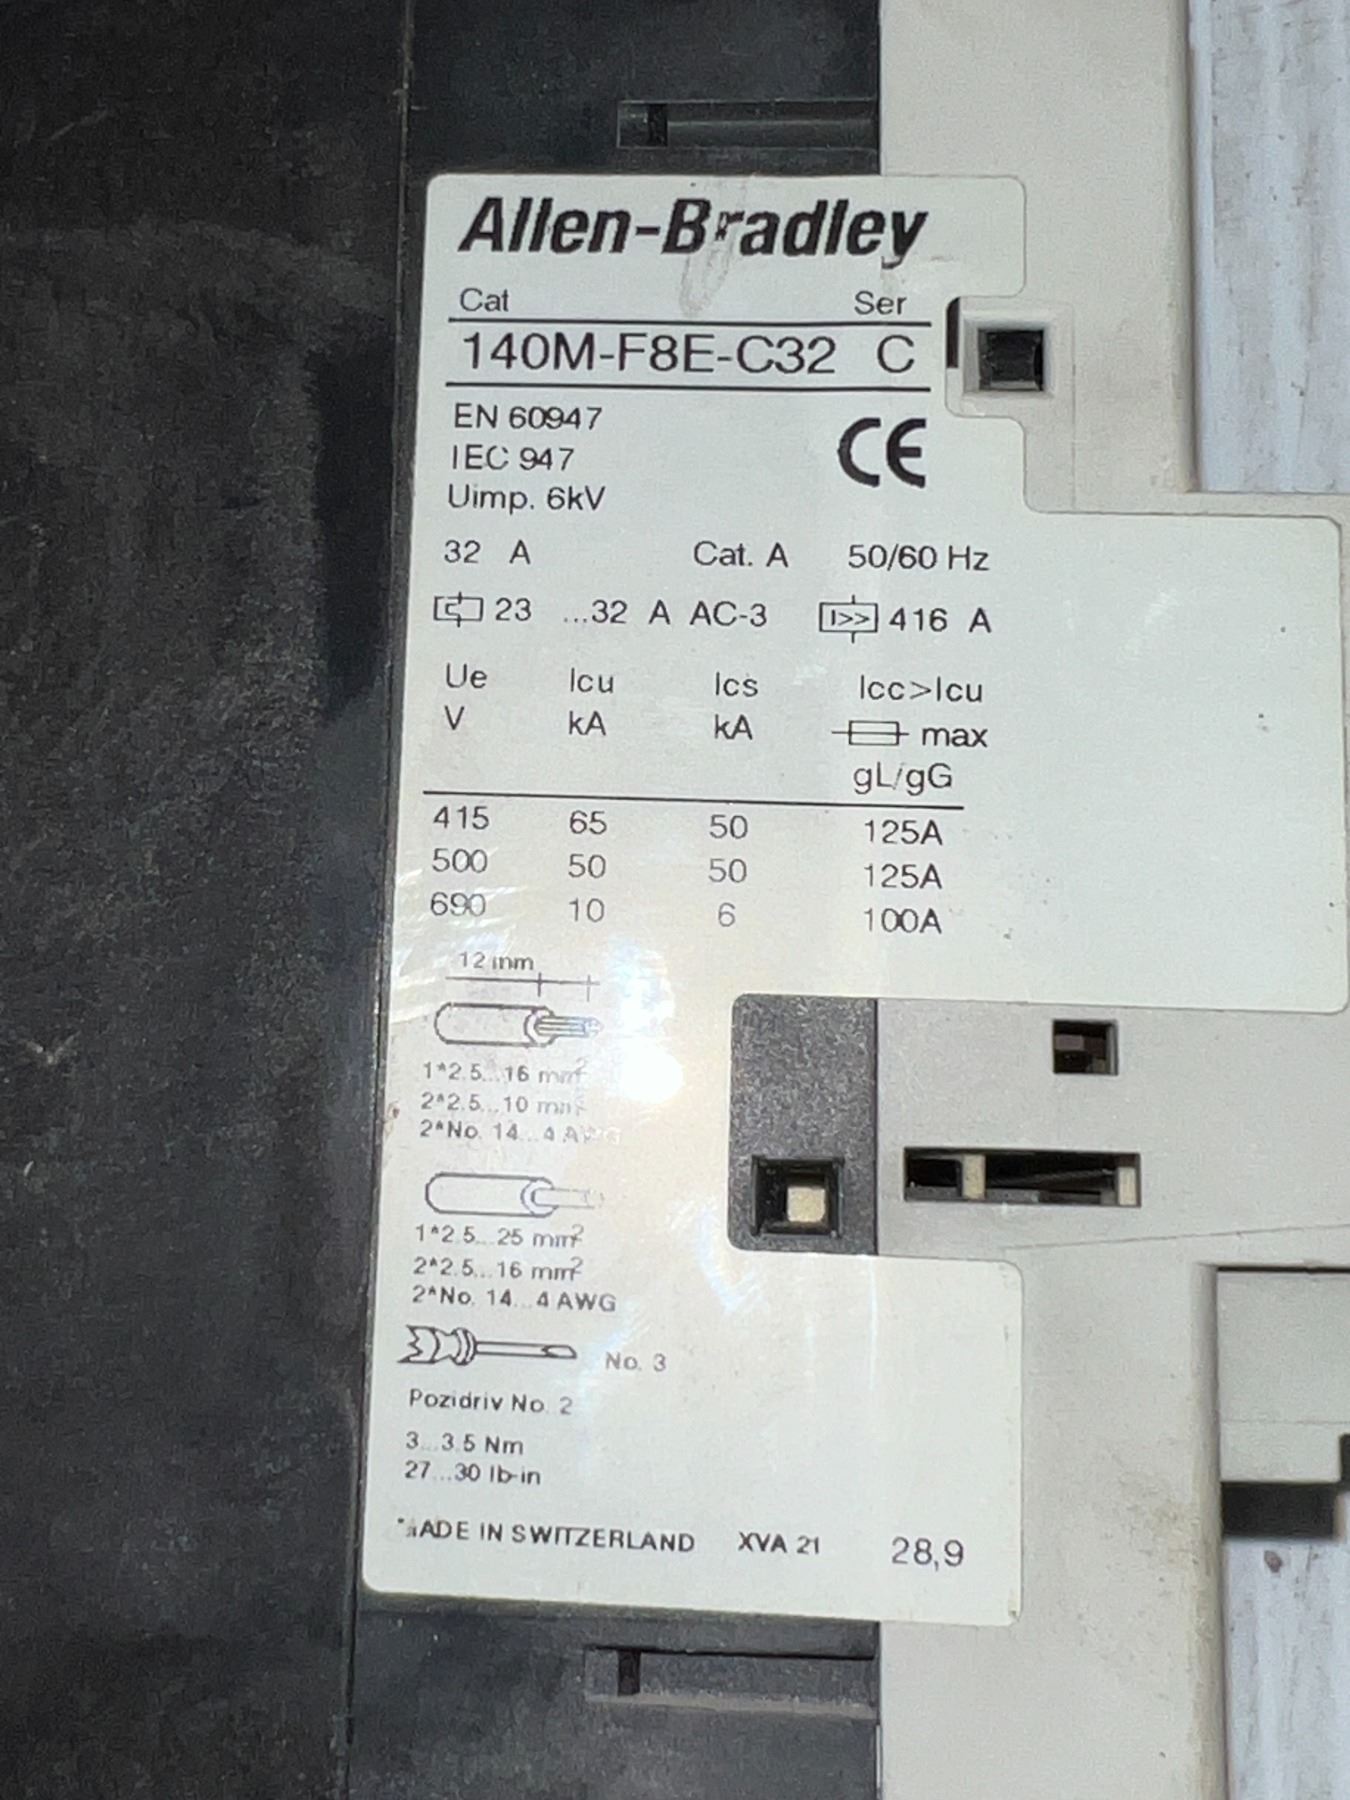 Allen-Bradley
Cat Ser
140M-F8E-C32 C
EN 60947
IEC 947
Uimp. 6kV
CE
32 A Cat. A 50/60 Hz
23 ...32 A AC-3 I>> 416 A
Ue Icu Ics Icc>Icu
V kA kA max
gL/gG
415 65 50 125A
500 50 50 125A
690 10 6 100A
12 mm
1*2.5...16 mm²
2*2.5...10 mm²
2*No. 14...4 AWG
1*2.5...25 mm²
2*2.5...16 mm²
2*No. 14...4 AWG
No. 3
Pozidriv No. 2
3...3.5 Nm
27...30 lb-in
MADE IN SWITZERLAND XVA 21 28,9